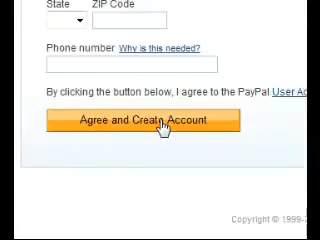 State ZIP Code
Phone number Why is this needed?
By clicking the button below, I agree to the PayPal User
Agree and Create Account
Copyright © 1999-